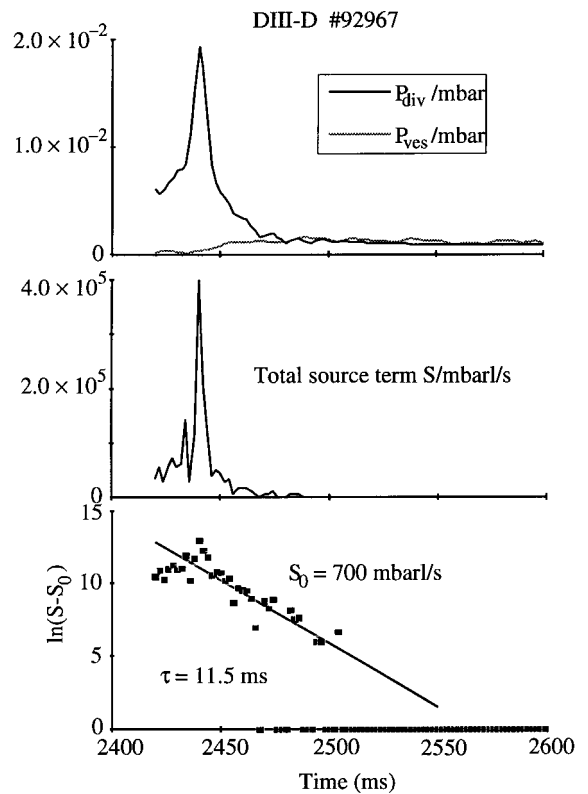 DIII-D #92967
2.0 × 10⁻²
1.0 × 10⁻²
0
P_div /mbar
P_ves /mbar
4.0 × 10⁵
2.0 × 10⁵
0
Total source term S/mbarl/s
15
10
5
0
ln(S-S₀)
S₀ = 700 mbarl/s
τ = 11.5 ms
2400
2450
2500
2550
2600
Time (ms)